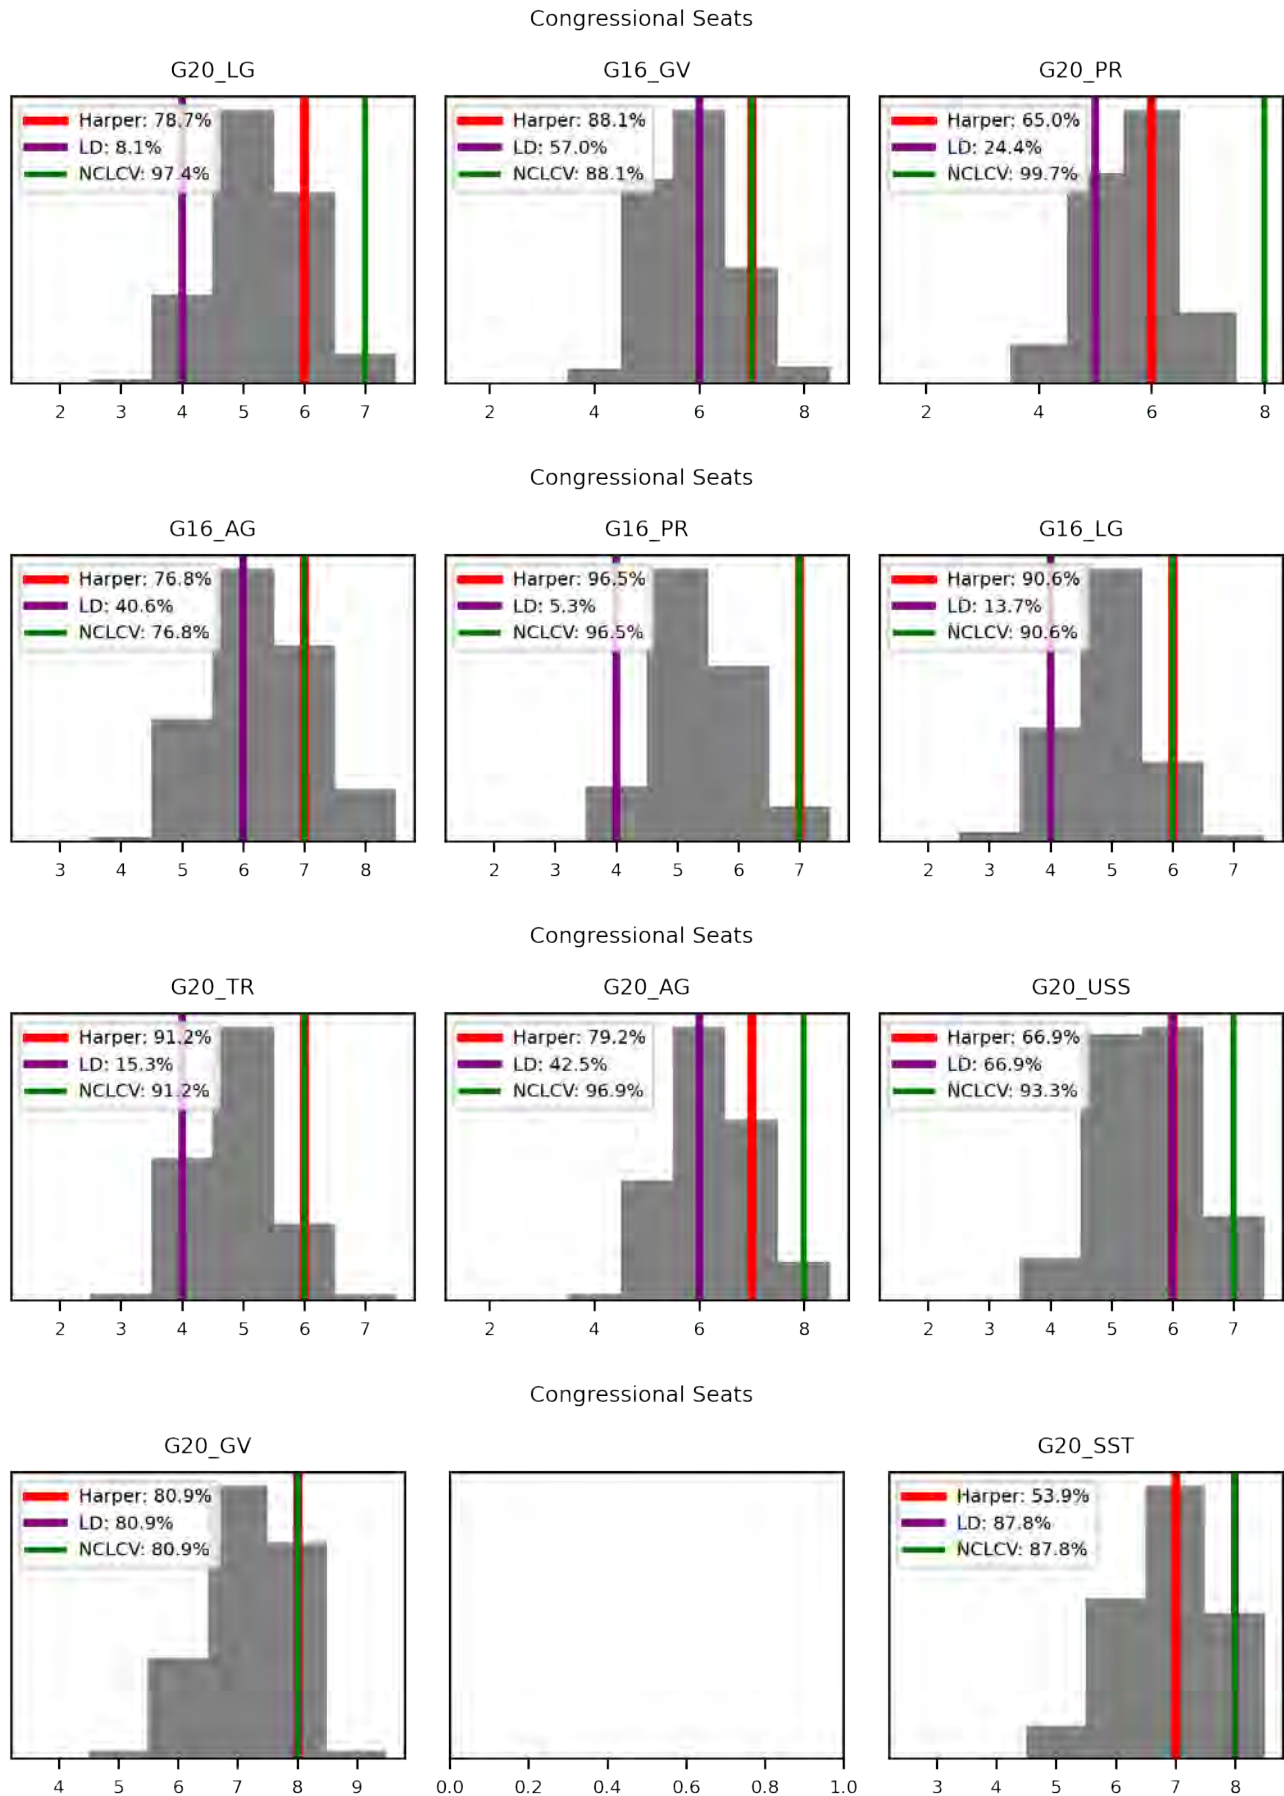 Congressional Seats
G20_LG
Harper: 78.7%
LD: 8.1%
NCLCV: 97.4%
2 3 4 5 6 7
G16_GV
Harper: 88.1%
LD: 57.0%
NCLCV: 88.1%
2 4 6 8
G20_PR
Harper: 65.0%
LD: 24.4%
NCLCV: 99.7%
2 4 6 8
Congressional Seats
G16_AG
Harper: 76.8%
LD: 40.6%
NCLCV: 76.8%
3 4 5 6 7 8
G16_PR
Harper: 96.5%
LD: 5.3%
NCLCV: 96.5%
2 3 4 5 6 7
G16_LG
Harper: 90.6%
LD: 13.7%
NCLCV: 90.6%
2 3 4 5 6 7
Congressional Seats
G20_TR
Harper: 91.2%
LD: 15.3%
NCLCV: 91.2%
2 3 4 5 6 7
G20_AG
Harper: 79.2%
LD: 42.5%
NCLCV: 96.9%
2 4 6 8
G20_USS
Harper: 66.9%
LD: 66.9%
NCLCV: 93.3%
2 3 4 5 6 7
Congressional Seats
G20_GV
Harper: 80.9%
LD: 80.9%
NCLCV: 80.9%
4 5 6 7 8 9
0.0 0.2 0.4 0.6 0.8 1.0
G20_SST
Harper: 53.9%
LD: 87.8%
NCLCV: 87.8%
3 4 5 6 7 8